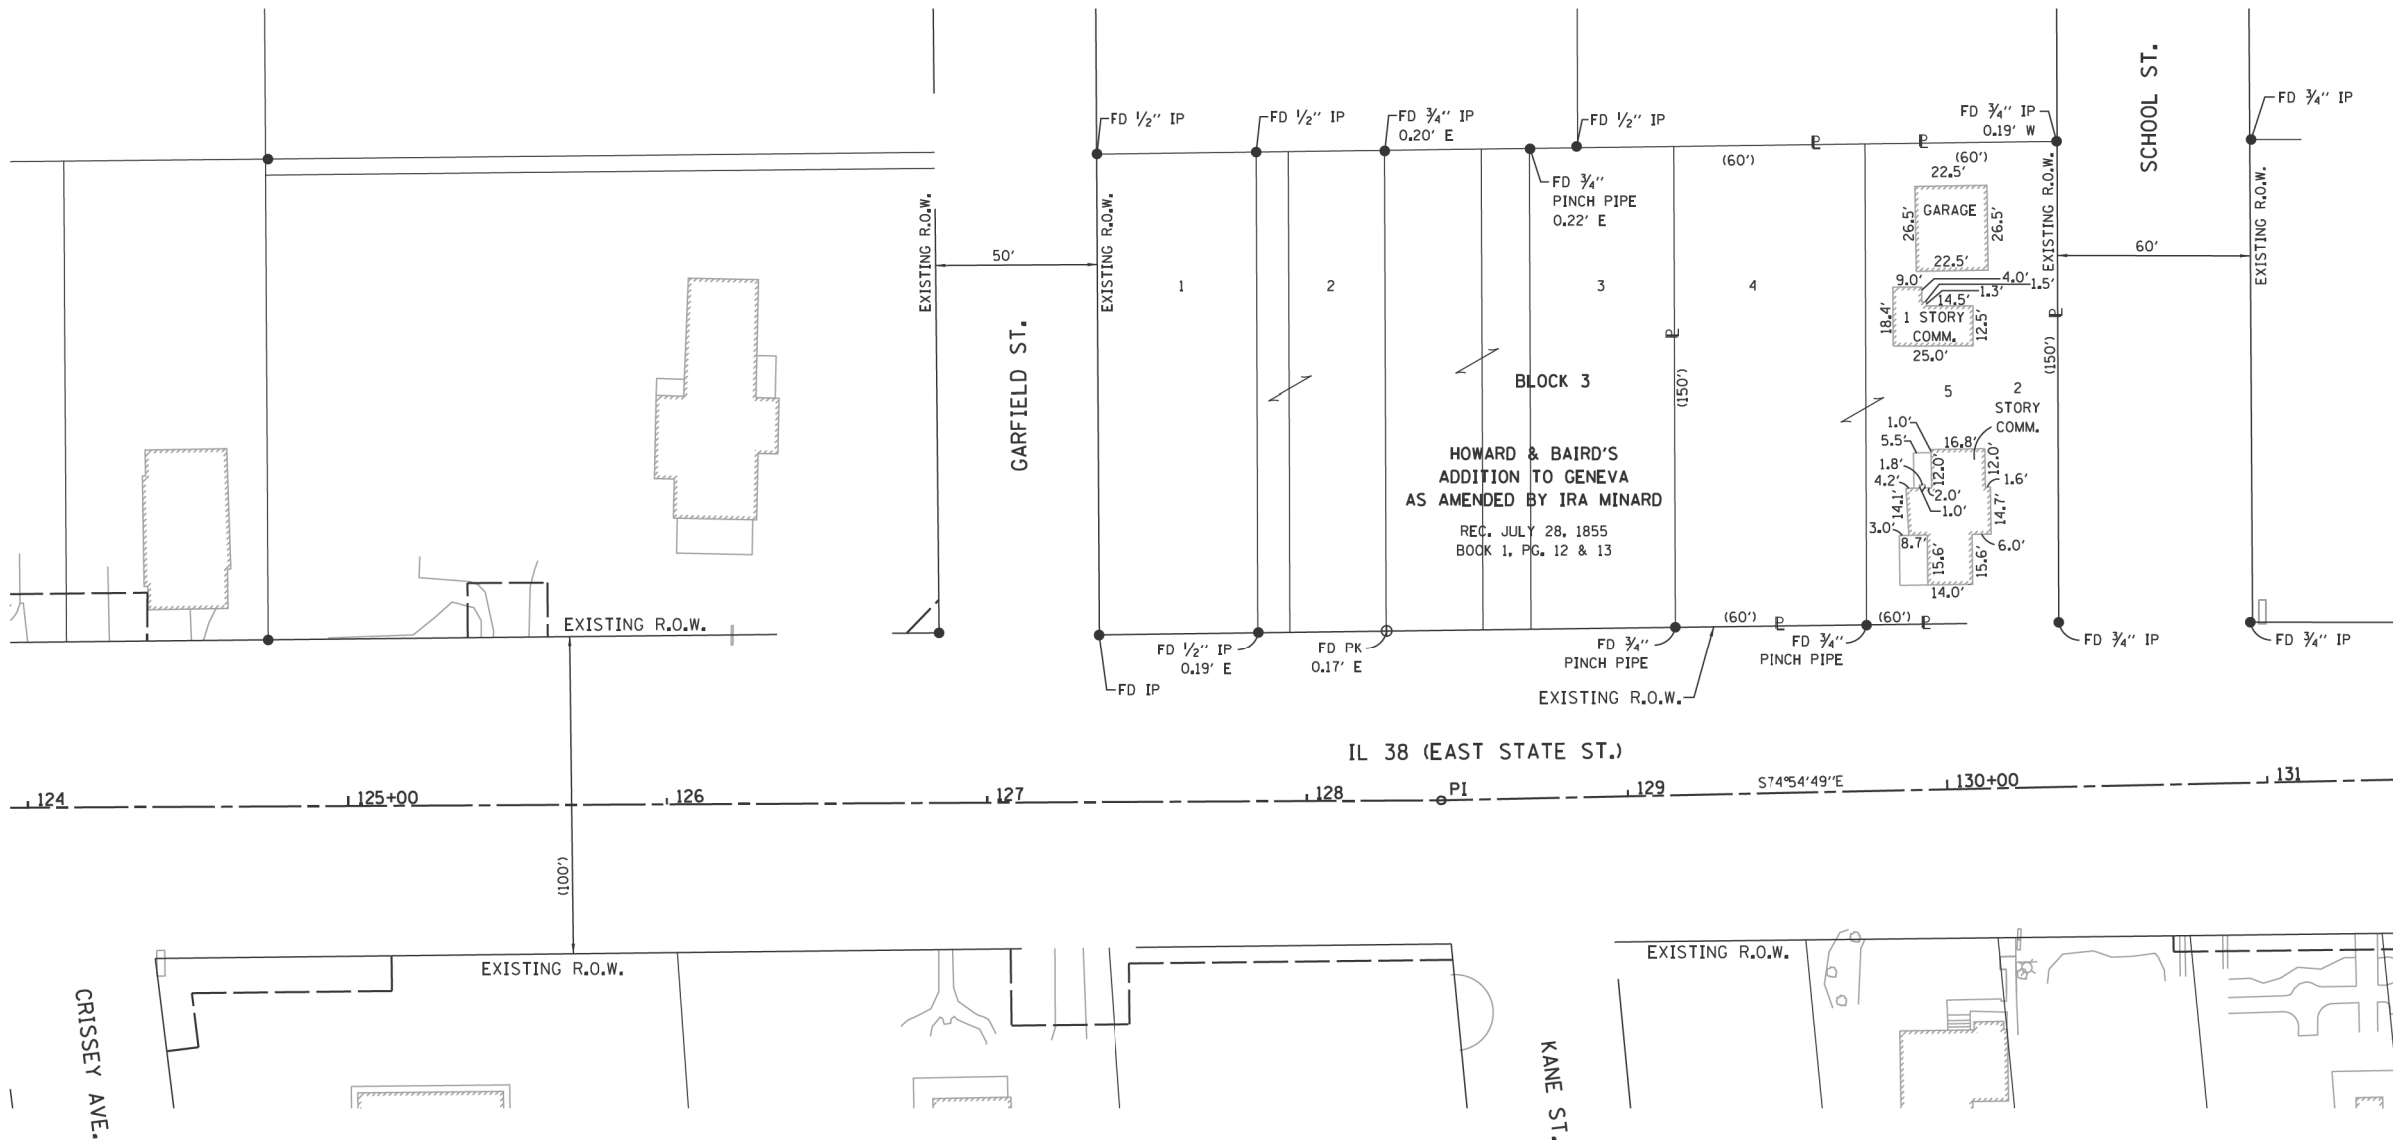 SCHOOL ST.
FD ½" IP
FD ½" IP
FD ¾" IP
0.20' E
FD ½" IP
FD ¾" IP
0.19' W
FD ¾" IP
FD ¾"
PINCH PIPE
0.22' E
(60')
PL
PL
(60')
22.5'
GARAGE
26.5'
26.5'
22.5'
EXISTING R.O.W.
EXISTING R.O.W.
EXISTING R.O.W.
EXISTING R.O.W.
50'
60'
GARFIELD ST.
1
2
3
4
9.0'
4.0'
1.5'
1.3'
14.5'
18.4'
1 STORY
COMM.
12.5'
25.0'
PL
PL
(150')
(150')
BLOCK 3
5
2
STORY
COMM.
HOWARD & BAIRD'S
ADDITION TO GENEVA
AS AMENDED BY IRA MINARD
REC. JULY 28, 1855
BOOK 1, PG. 12 & 13
1.0'
5.5'
16.8'
12.0'
12.0'
1.8'
4.2'
1.6'
2.0'
1.0'
14.1'
14.7'
3.0'
8.7'
6.0'
15.6'
15.6'
14.0'
EXISTING R.O.W.
(60')
PL
(60')
PL
FD ½" IP
0.19' E
FD PK
0.17' E
FD ¾"
PINCH PIPE
FD ¾"
PINCH PIPE
FD ¾" IP
FD ¾" IP
FD IP
EXISTING R.O.W.
IL 38 (EAST STATE ST.)
124
125+00
126
127
128
PI
129
S74°54'49"E
130+00
131
(100')
EXISTING R.O.W.
EXISTING R.O.W.
CRISSEY AVE.
KANE ST.